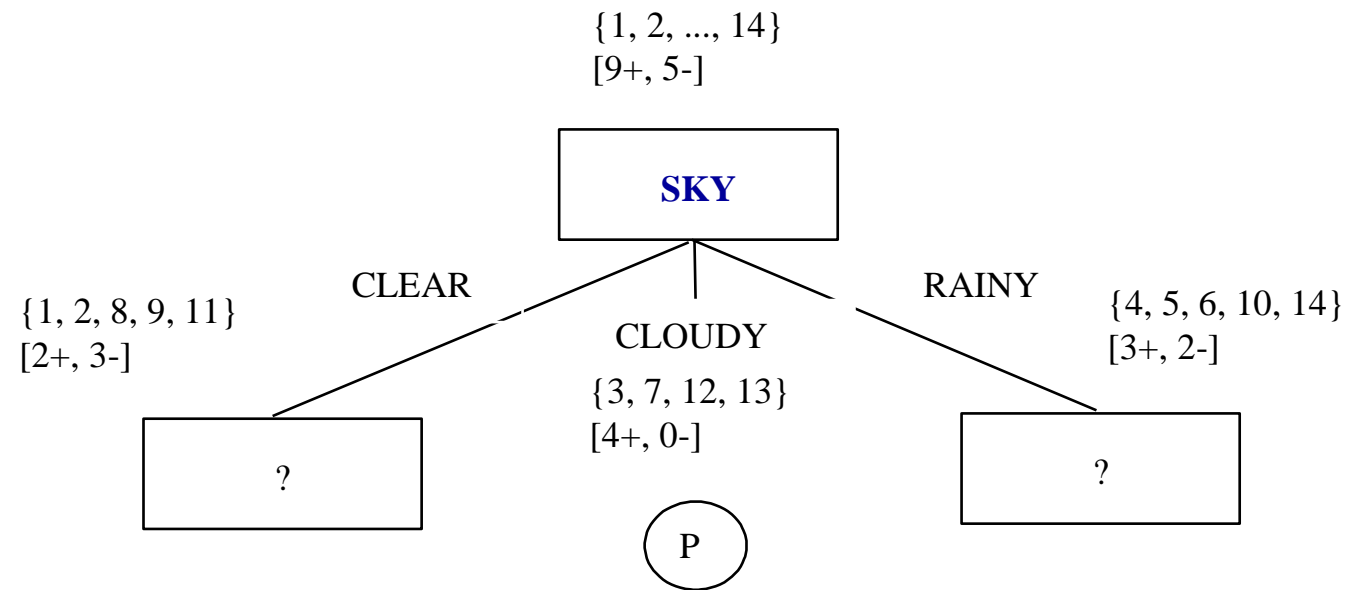 {1, 2, ..., 14}
[9+, 5-]
SKY
CLEAR
RAINY
{1, 2, 8, 9, 11}
[2+, 3-]
CLOUDY
{3, 7, 12, 13}
[4+, 0-]
{4, 5, 6, 10, 14}
[3+, 2-]
?
?
P